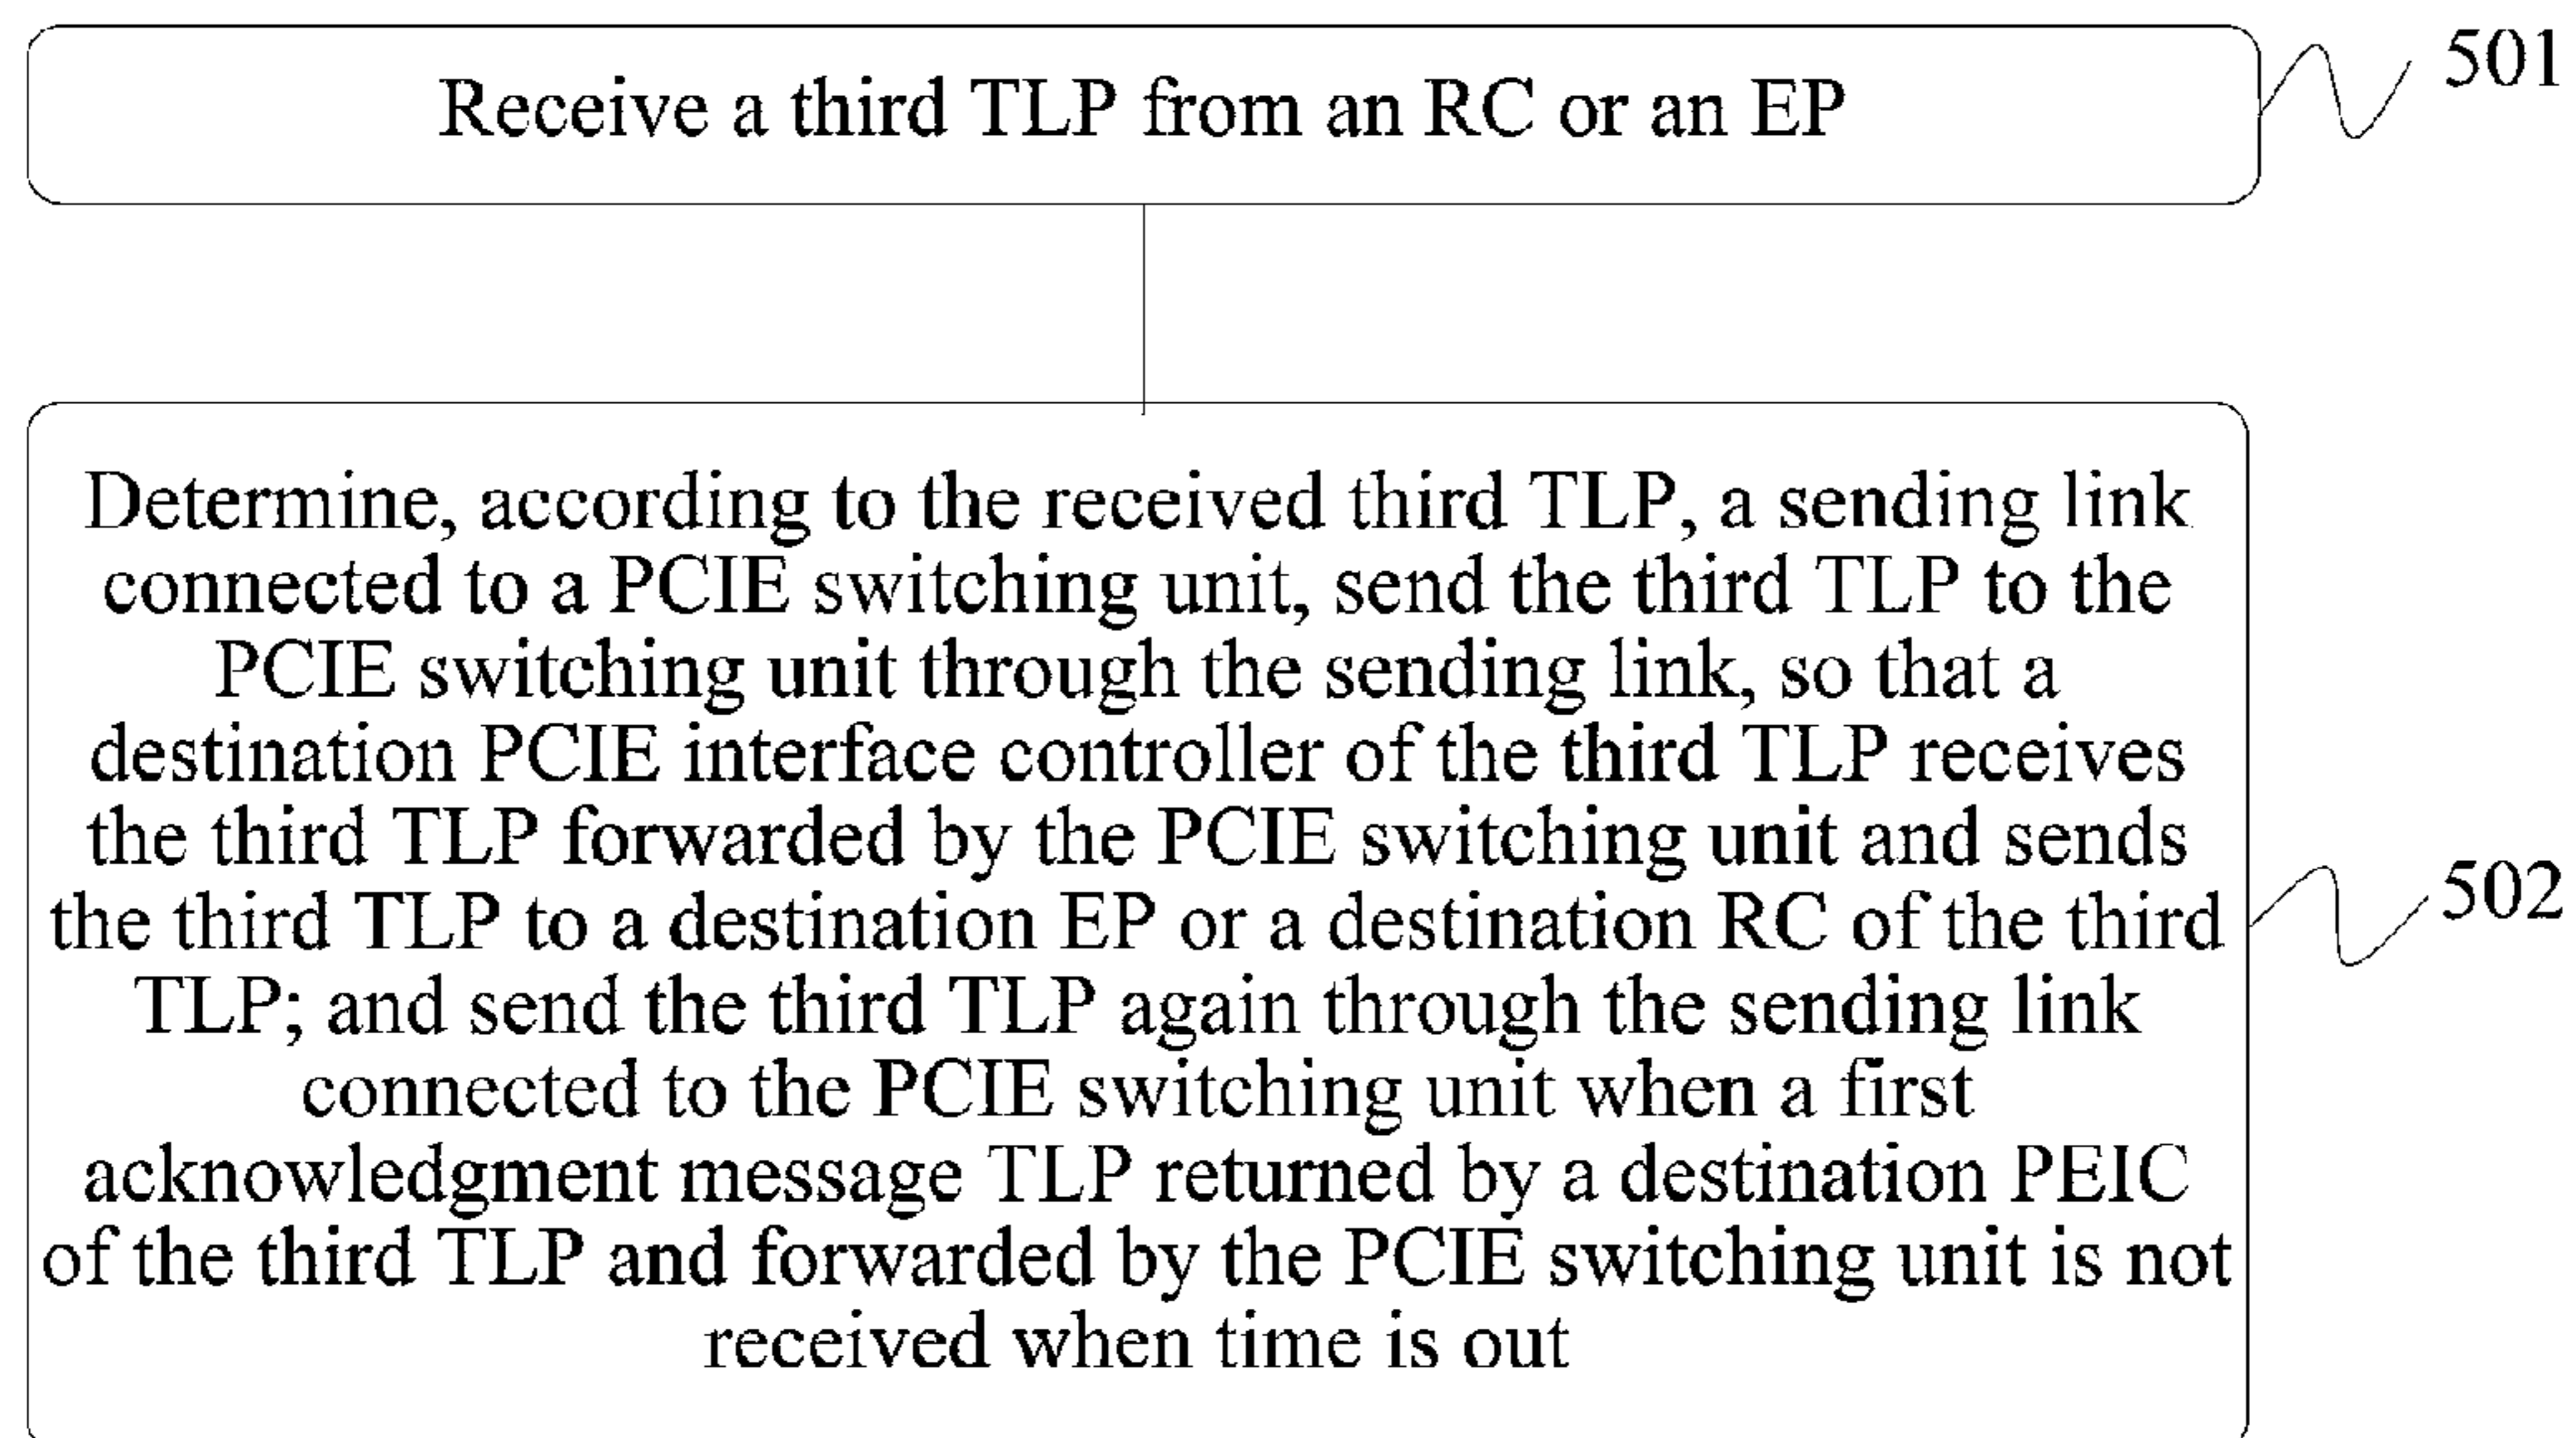 Receive a third TLP from an RC or an EP
501
Determine, according to the received third TLP, a sending link
connected to a PCIE switching unit, send the third TLP to the
PCIE switching unit through the sending link, so that a
destination PCIE interface controller of the third TLP receives
the third TLP forwarded by the PCIE switching unit and sends
the third TLP to a destination EP or a destination RC of the third
TLP; and send the third TLP again through the sending link
connected to the PCIE switching unit when a first
acknowledgment message TLP returned by a destination PEIC
of the third TLP and forwarded by the PCIE switching unit is not
received when time is out
502